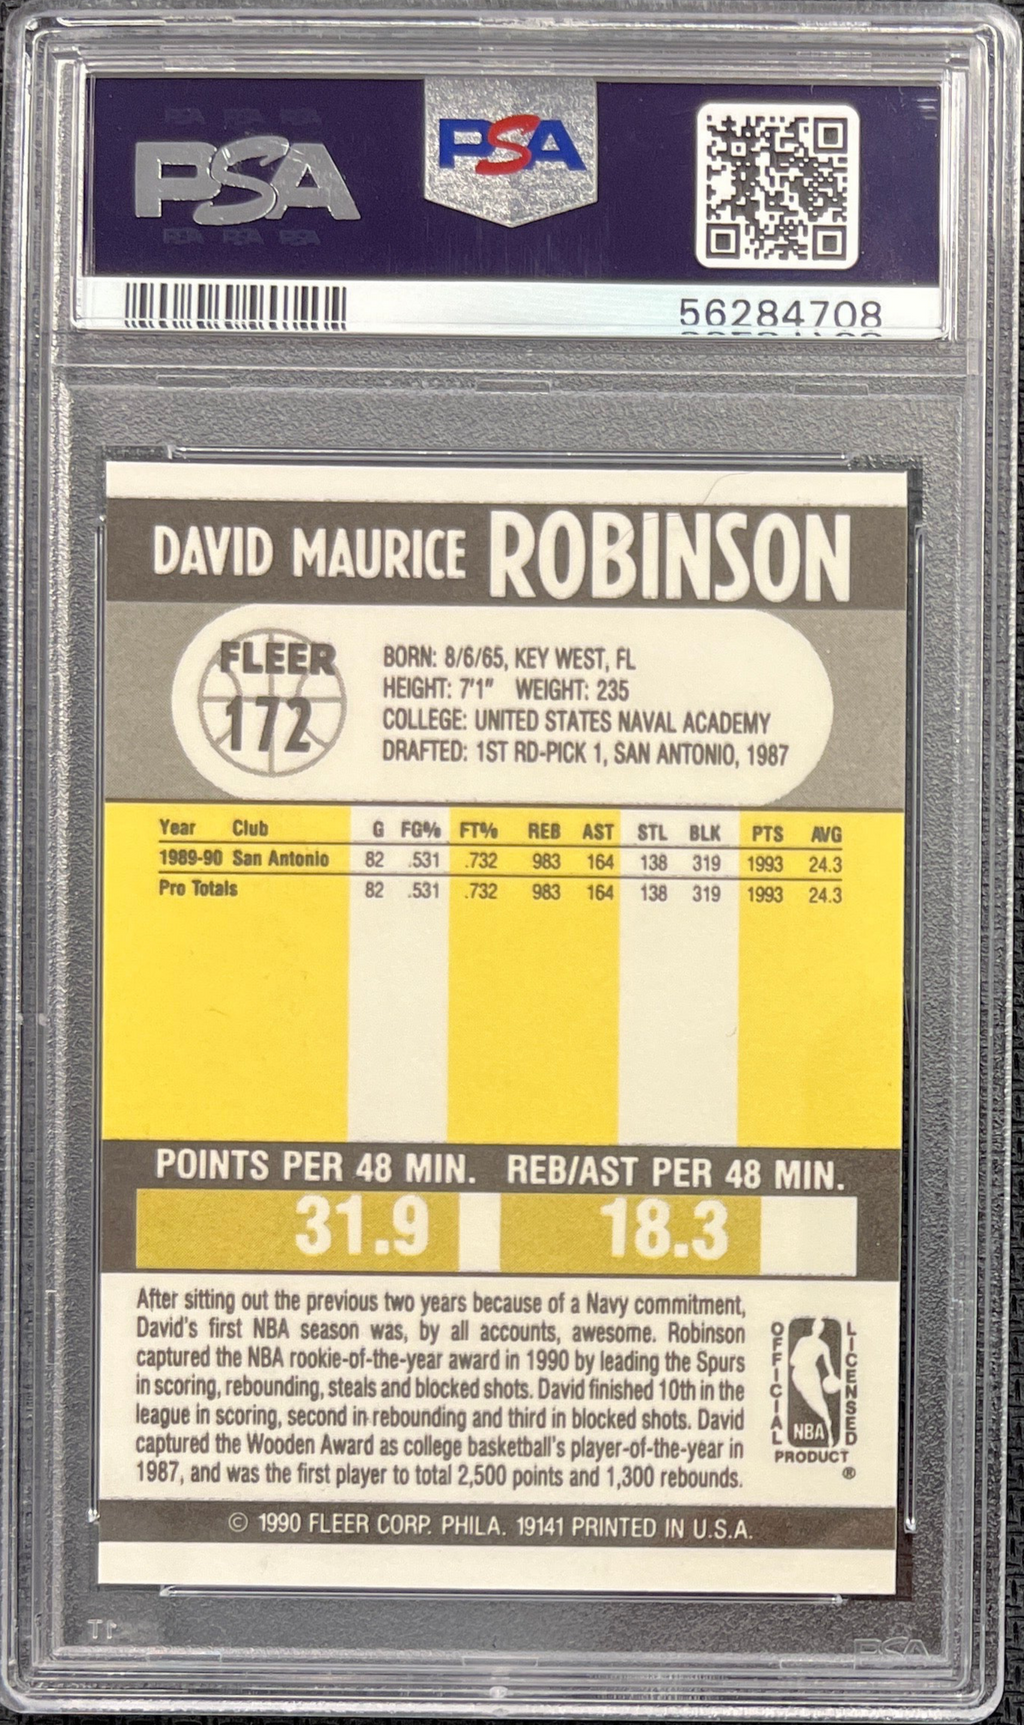 PSA PSA PSA
PSA
PSA PSA PSA
PSA
56284708
DAVID MAURICE ROBINSON
FLEER
172
BORN: 8/6/65, KEY WEST, FL
HEIGHT: 7'1" WEIGHT: 235
COLLEGE: UNITED STATES NAVAL ACADEMY
DRAFTED: 1ST RD-PICK 1, SAN ANTONIO, 1987
Year Club G FG% FT% REB AST STL BLK PTS AVG
1989-90 San Antonio 82 .531 .732 983 164 138 319 1993 24.3
Pro Totals 82 .531 .732 983 164 138 319 1993 24.3
POINTS PER 48 MIN. REB/AST PER 48 MIN.
31.9 18.3
After sitting out the previous two years because of a Navy commitment,
David's first NBA season was, by all accounts, awesome. Robinson
captured the NBA rookie-of-the-year award in 1990 by leading the Spurs
in scoring, rebounding, steals and blocked shots. David finished 10th in the
league in scoring, second in rebounding and third in blocked shots. David
captured the Wooden Award as college basketball's player-of-the-year in
1987, and was the first player to total 2,500 points and 1,300 rebounds.
OFFICIAL
NBA
LICENSED
PRODUCT
®
© 1990 FLEER CORP. PHILA. 19141 PRINTED IN U.S.A.
PSA